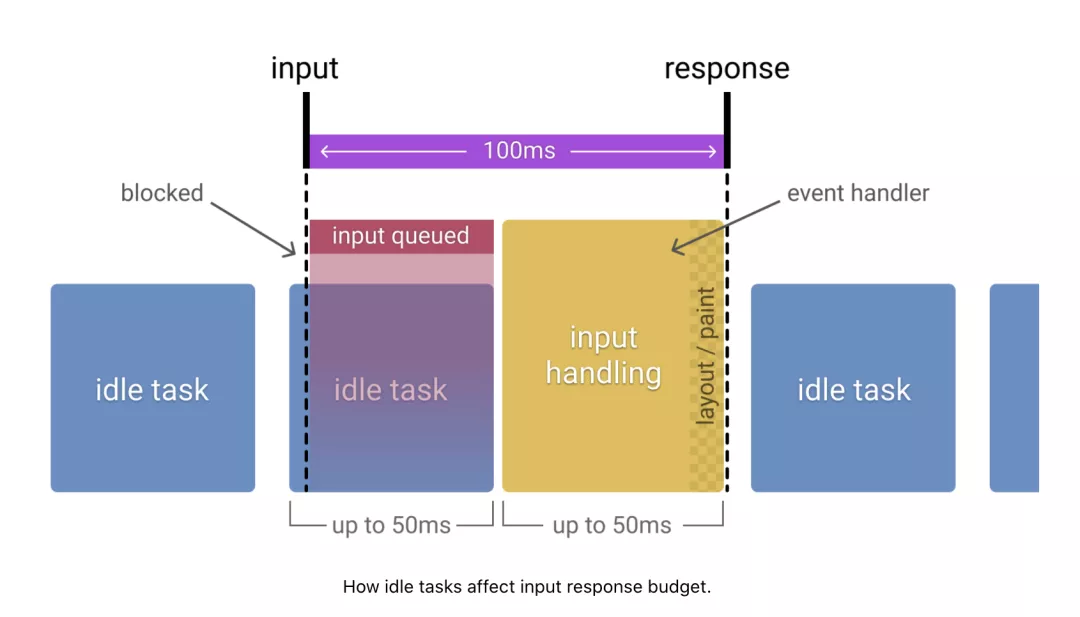 input
response
100ms
blocked
event handler
input queued
idle task
idle task
input
handling
layout / paint
idle task
up to 50ms
up to 50ms
How idle tasks affect input response budget.